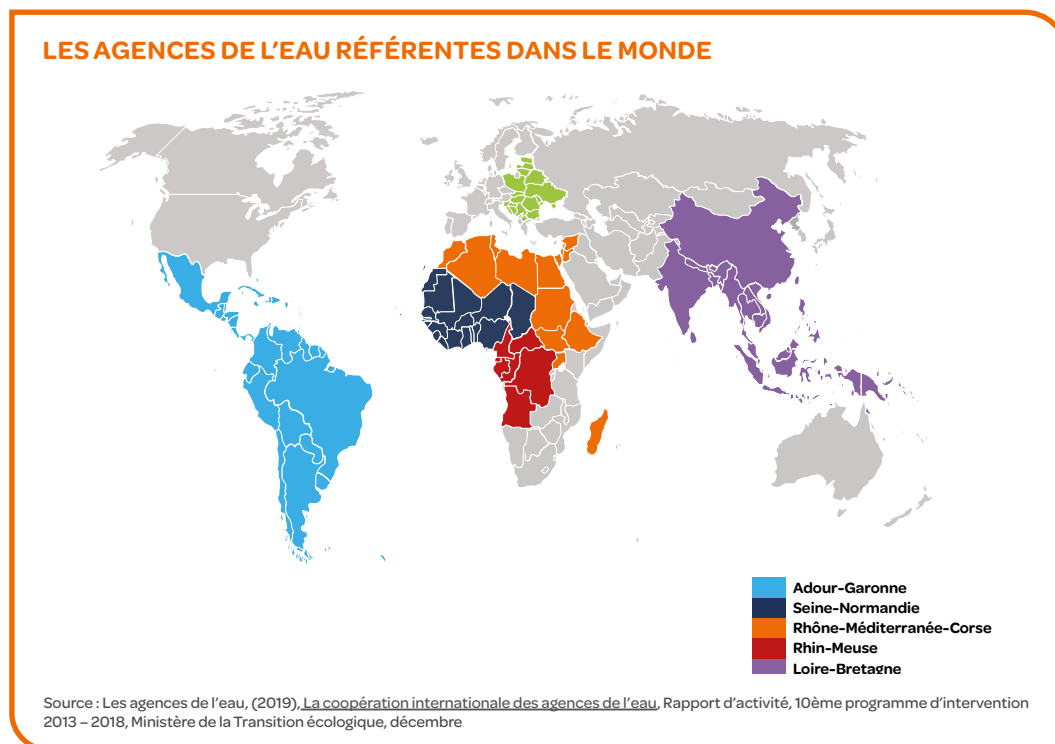 LES AGENCES DE L'EAU RÉFÉRENTES DANS LE MONDE
Adour-Garonne
Seine-Normandie
Rhône-Méditerranée-Corse
Rhin-Meuse
Loire-Bretagne
Source : Les agences de l'eau, (2019), La coopération internationale des agences de l'eau, Rapport d'activité, 10ème programme d'intervention
2013 – 2018, Ministère de la Transition écologique, décembre